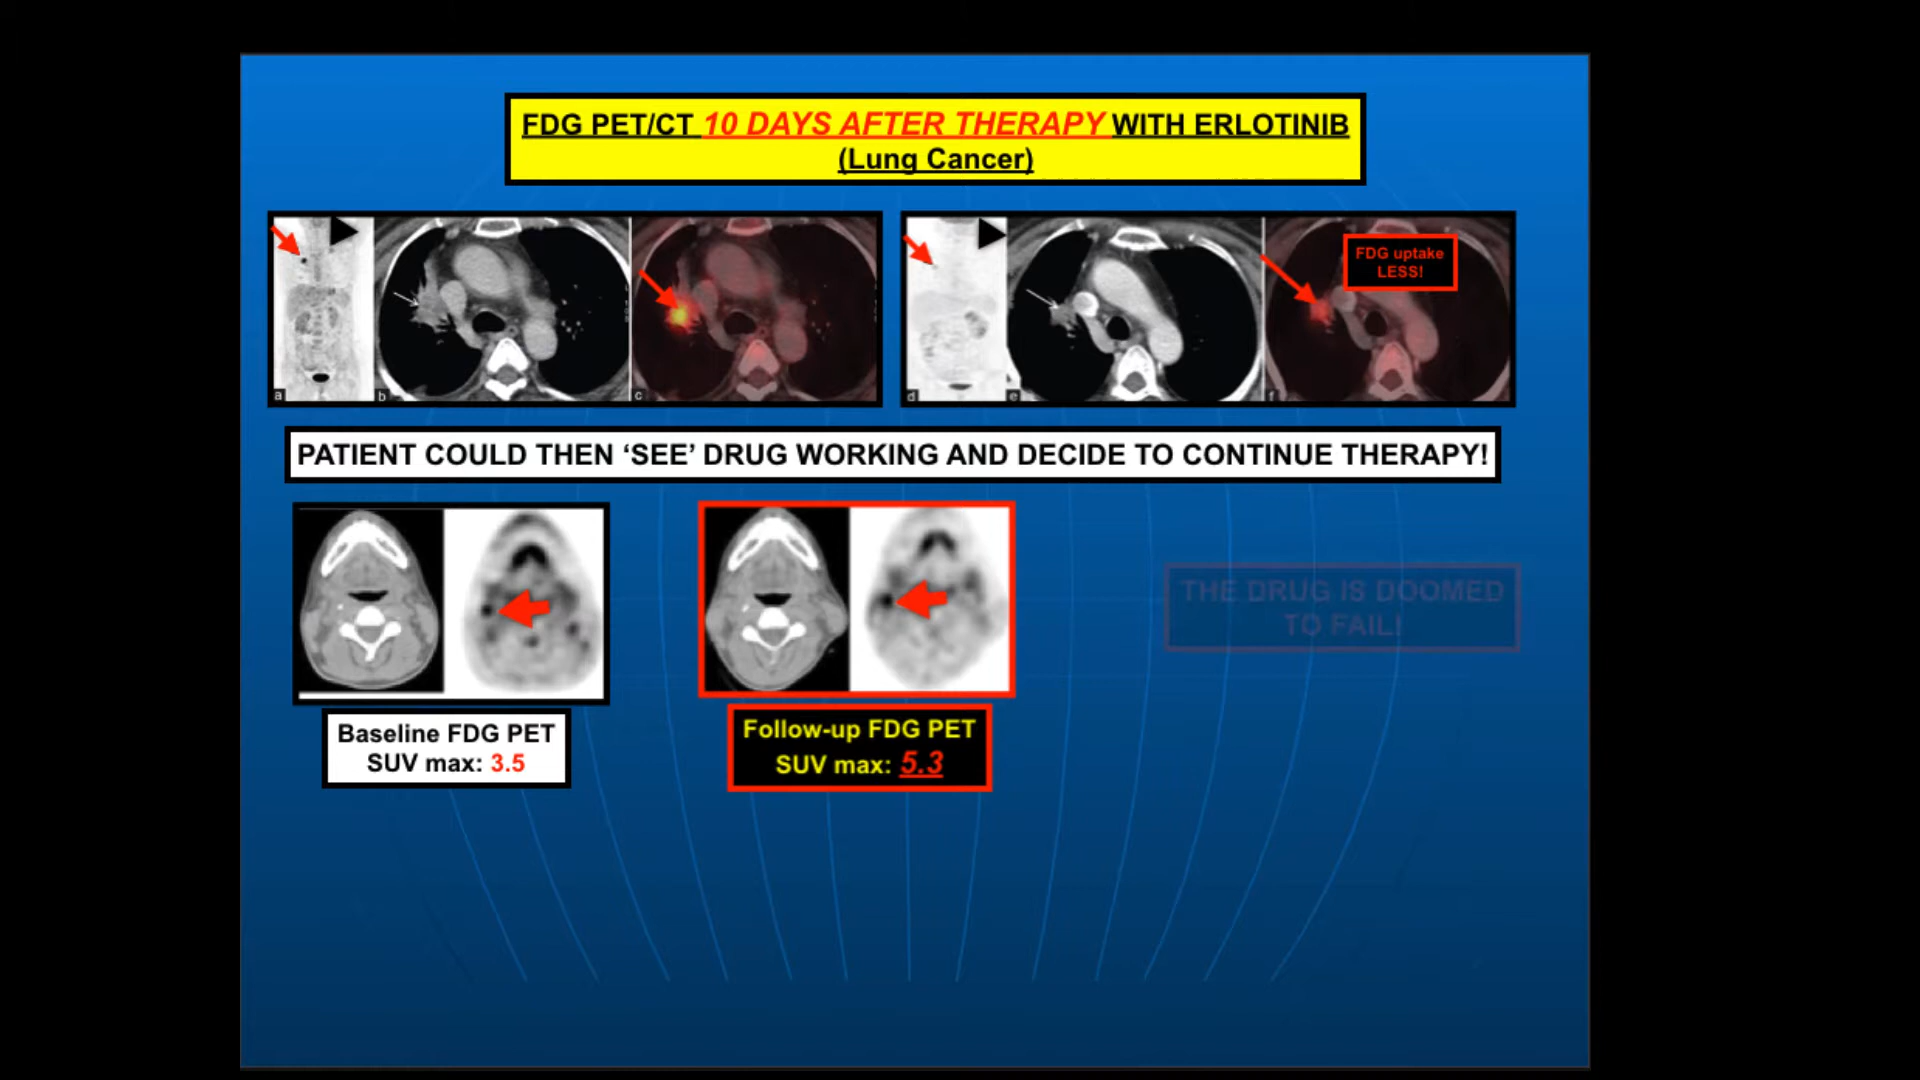 FDG PET/CT 10 DAYS AFTER THERAPY WITH ERLOTINIB
(Lung Cancer)
FDG uptake
LESS!
a
b
c
d
e
f
PATIENT COULD THEN ‘SEE’ DRUG WORKING AND DECIDE TO CONTINUE THERAPY!
THE DRUG IS DOOMED
TO FAIL!
Baseline FDG PET
SUV max: 3.5
Follow-up FDG PET
SUV max: 5.3